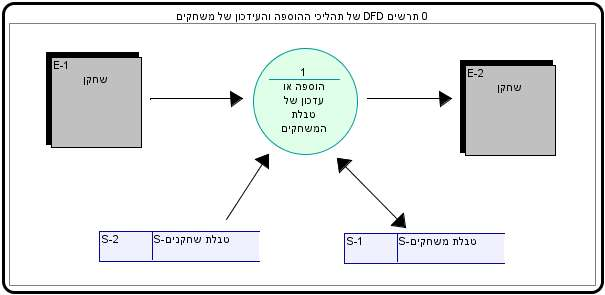 0 תרשים DFD של תהליכי ההוספה והעידכון של משחקים
E-1
שחקן
1
הוספה או
עדכון של
טבלת
המשחקים
E-2
שחקן
S-2
טבלת שחקנים-S
S-1
טבלת משחקים-S